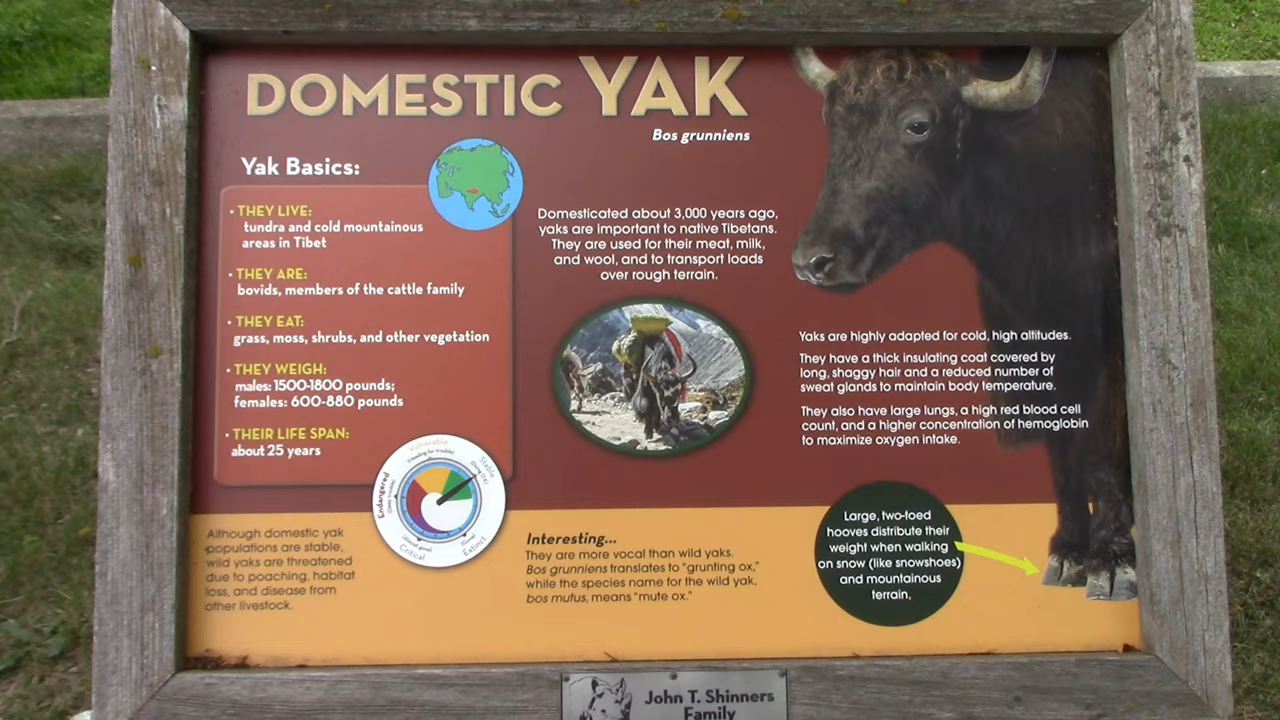 DOMESTIC YAK
Bos grunniens
Yak Basics:
• THEY LIVE:
tundra and cold mountainous
areas in Tibet
• THEY ARE:
bovids, members of the cattle family
• THEY EAT:
grass, moss, shrubs, and other vegetation
• THEY WEIGH:
males: 1500-1800 pounds;
females: 600-880 pounds
• THEIR LIFE SPAN:
about 25 years
Domesticated about 3,000 years ago,
yaks are important to native Tibetans.
They are used for their meat, milk,
and wool, and to transport loads
over rough terrain.
Yaks are highly adapted for cold, high altitudes.
They have a thick insulating coat covered by
long, shaggy hair and a reduced number of
sweat glands to maintain body temperature.
They also have large lungs, a high red blood cell
count, and a higher concentration of hemoglobin
to maximize oxygen intake.
Vulnerable
(Heading for trouble)
Stable
Endangered
Critical
(Almost gone)
Extinct
(Gone)
Although domestic yak
populations are stable,
wild yaks are threatened
due to poaching, habitat
loss, and disease from
other livestock.
Interesting...
They are more vocal than wild yaks.
Bos grunniens translates to “grunting ox,”
while the species name for the wild yak,
bos mutus, means “mute ox.”
Large, two-toed
hooves distribute their
weight when walking
on snow (like snowshoes)
and mountainous
terrain,
John T. Shinners
Family